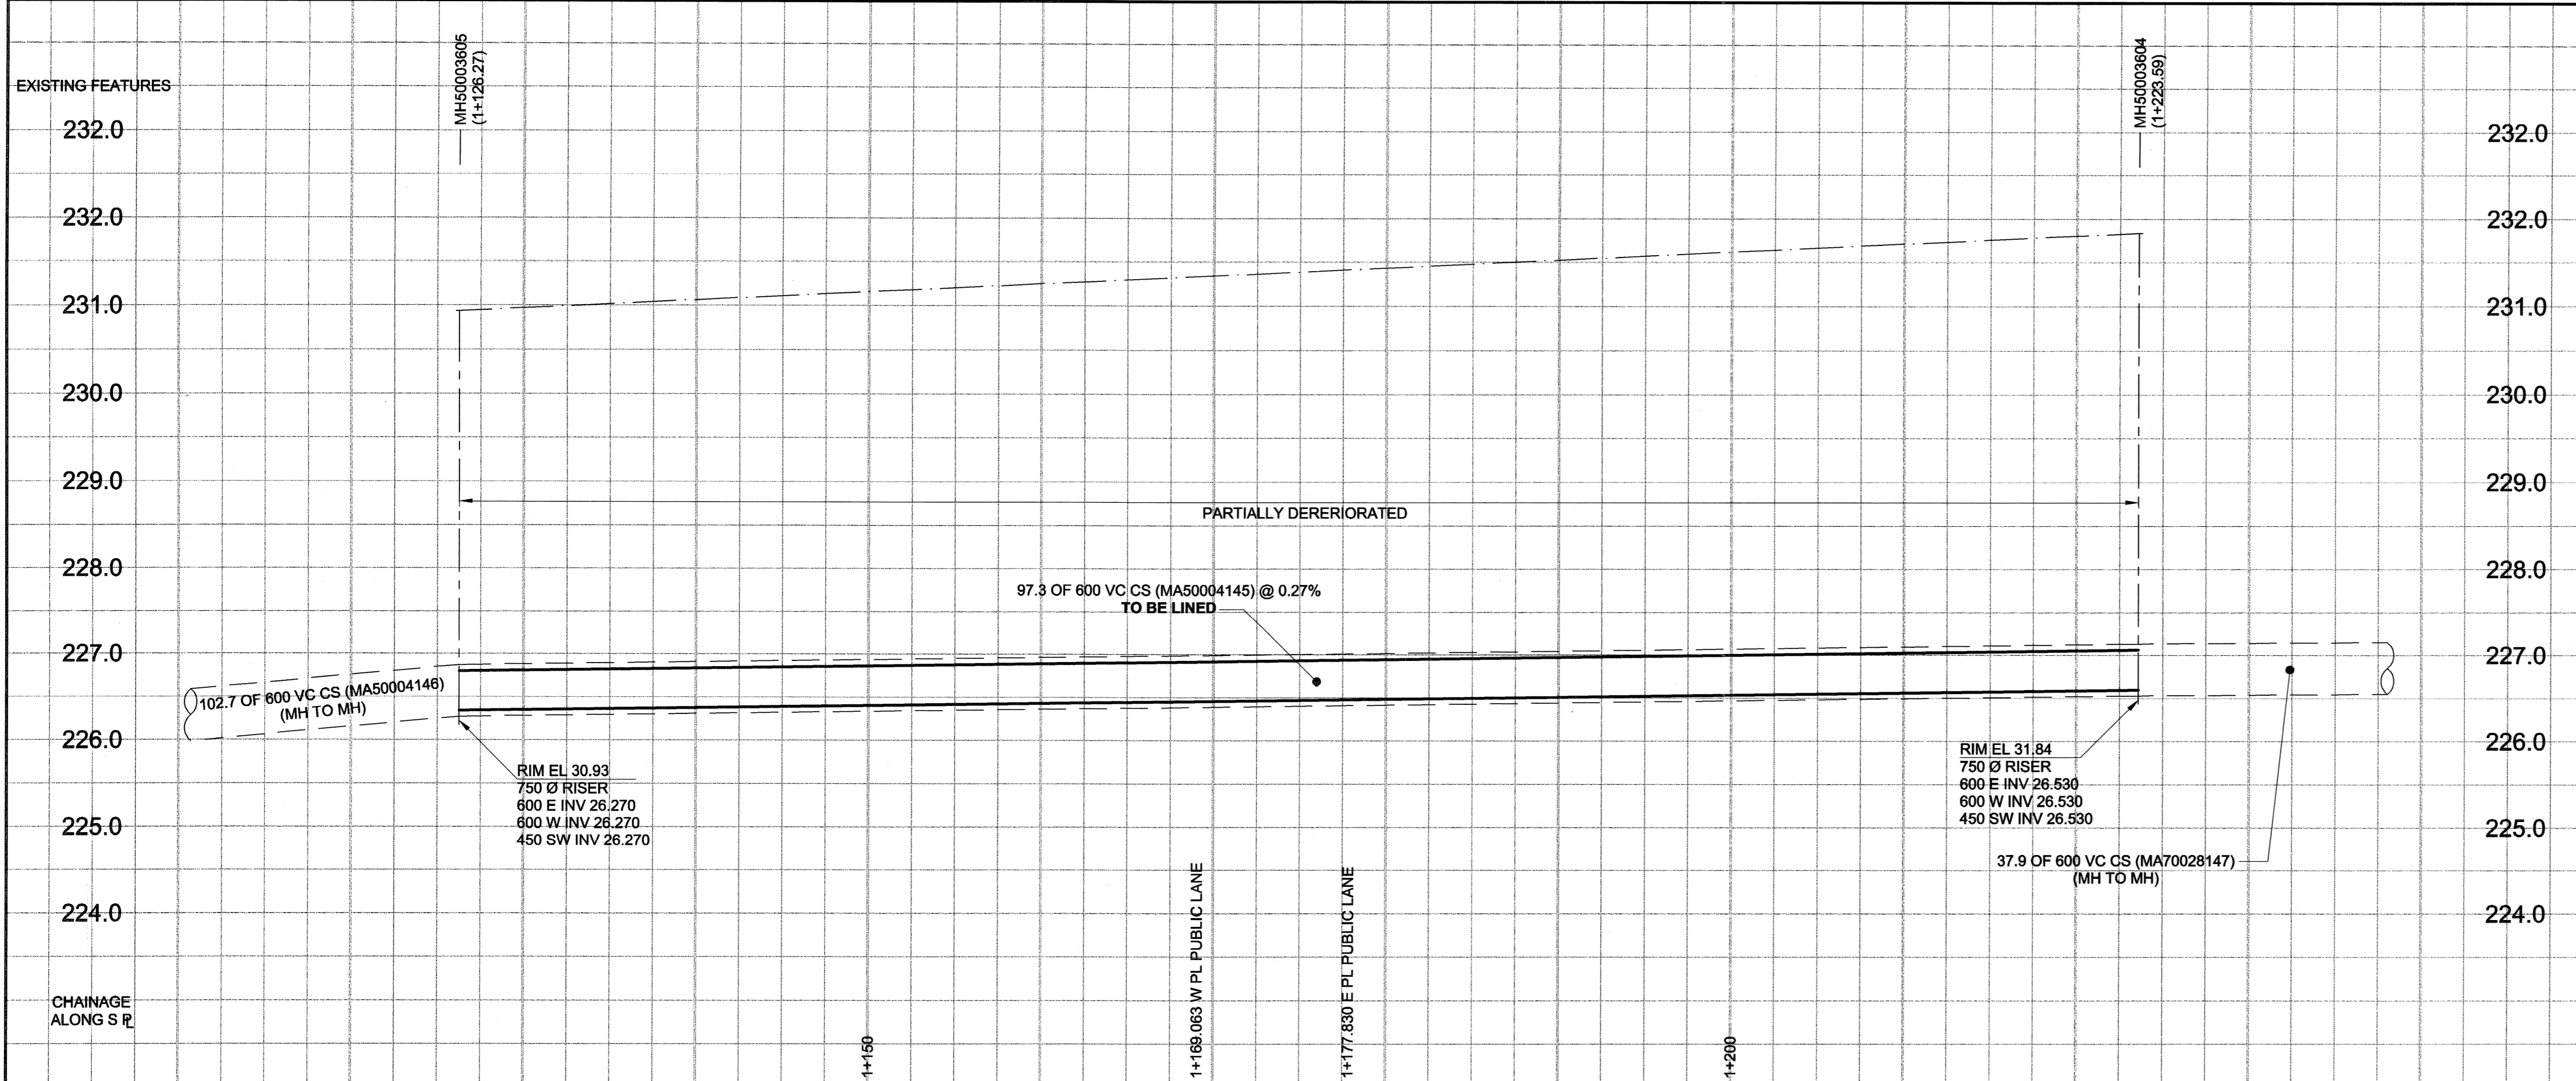 MH50003605
(1+126.27)
MH50003604
(1+223.59)
EXISTING FEATURES
232.0
232.0
232.0
232.0
231.0
231.0
230.0
230.0
229.0
229.0
PARTIALLY DERERIORATED
228.0
228.0
97.3 OF 600 VC CS (MA50004145) @ 0.27%
TO BE LINED
227.0
227.0
102.7 OF 600 VC CS (MA50004146)
(MH TO MH)
226.0
226.0
RIM EL 30.93
750 Ø RISER
600 E INV 26.270
600 W INV 26.270
450 SW INV 26.270
RIM EL 31.84
750 Ø RISER
600 E INV 26.530
600 W INV 26.530
450 SW INV 26.530
225.0
225.0
37.9 OF 600 VC CS (MA70028147)
(MH TO MH)
224.0
224.0
CHAINAGE
ALONG S PL
1+150
1+169.063 W PL PUBLIC LANE
1+177.830 E PL PUBLIC LANE
1+200